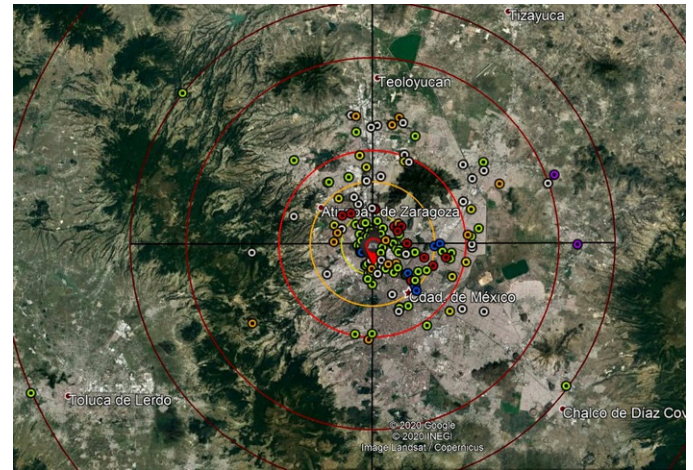 Tizayuca
Teoloyucan
Atizapán de Zaragoza
Cdad. de México
Toluca de Lerdo
Chalco de Díaz Cov
© 2020 Google
© 2020 INEGI
Image Landsat / Copernicus